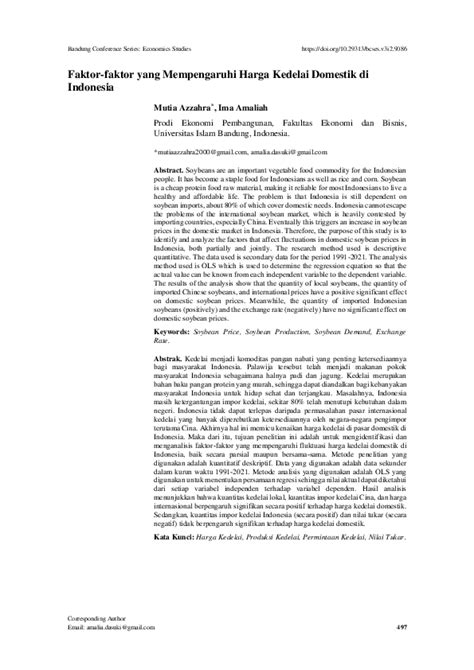 Bandung Conference Series: Economics Studies https://doi.org/10.29313/bcses.v3i2.9086
Faktor-faktor yang Mempengaruhi Harga Kedelai Domestik di
Indonesia
Mutia Azzahra*, Ima Amaliah
Prodi Ekonomi Pembangunan, Fakultas Ekonomi dan Bisnis,
Universitas Islam Bandung, Indonesia.
*mutiaazzahra2000@gmail.com, amalia.dasuki@gmail.com
Abstract. Soybeans are an important vegetable food commodity for the Indonesian
people. It has become a staple food for Indonesians as well as rice and corn. Soybean
is a cheap protein food raw material, making it reliable for most Indonesians to live a
healthy and affordable life. The problem is that Indonesia is still dependent on
soybean imports, about 80% of which cover domestic needs. Indonesia cannot escape
the problems of the international soybean market, which is heavily contested by
importing countries, especially China. Eventually this triggers an increase in soybean
prices in the domestic market in Indonesia. Therefore, the purpose of this study is to
identify and analyze the factors that affect fluctuations in domestic soybean prices in
Indonesia, both partially and jointly. The research method used is descriptive
quantitative. The data used is secondary data for the period 1991-2021. The analysis
method used is OLS which is used to determine the regression equation so that the
actual value can be known from each independent variable to the dependent variable.
The results of the analysis show that the quantity of local soybeans, the quantity of
imported Chinese soybeans, and international prices have a positive significant effect
on domestic soybean prices. Meanwhile, the quantity of imported Indonesian
soybeans (positively) and the exchange rate (negatively) have no significant effect on
domestic soybean prices.
Keywords: Soybean Price, Soybean Production, Soybean Demand, Exchange
Rate.
Abstrak. Kedelai menjadi komoditas pangan nabati yang penting ketersediaannya
bagi masyarakat Indonesia. Palawija tersebut telah menjadi makanan pokok
masyarakat Indonesia sebagaimana halnya padi dan jagung. Kedelai merupakan
bahan baku pangan protein yang murah, sehingga dapat diandalkan bagi kebanyakan
masyarakat Indonesia untuk hidup sehat dan terjangkau. Masalahnya, Indonesia
masih ketergantungan impor kedelai, sekitar 80% telah menutupi kebutuhan dalam
negeri. Indonesia tidak dapat terlepas daripada permasalahan pasar internasional
kedelai yang banyak diperebutkan ketersediaannya oleh negara-negara pengimpor
terutama Cina. Akhirnya hal ini memicu kenaikan harga kedelai di pasar domestik di
Indonesia. Maka dari itu, tujuan penelitian ini adalah untuk mengidentifikasi dan
menganalisis faktor-faktor yang mempengaruhi fluktuasi harga kedelai domestik di
Indonesia, baik secara parsial maupun bersama-sama. Metode penelitian yang
digunakan adalah kuantitatif deskriptif. Data yang digunakan adalah data sekunder
dalam kurun waktu 1991-2021. Metode analisis yang digunakan adalah OLS yang
digunakan untuk menentukan persamaan regresi sehingga nilai aktual dapat diketahui
dari setiap variabel independen terhadap variabel dependen. Hasil analisis
menunjukkan bahwa kuantitas kedelai lokal, kuantitas impor kedelai Cina, dan harga
internasional berpengaruh signifikan secara positif terhadap harga kedelai domestik.
Sedangkan, kuantitas impor kedelai Indonesia (secara positif) dan nilai tukar (secara
negatif) tidak berpengaruh signifikan terhadap harga kedelai domestik.
Kata Kunci: Harga Kedelai, Produksi Kedelai, Permintaan Kedelai, Nilai Tukar.
Corresponding Author
Email: amalia.dasuki@gmail.com 497